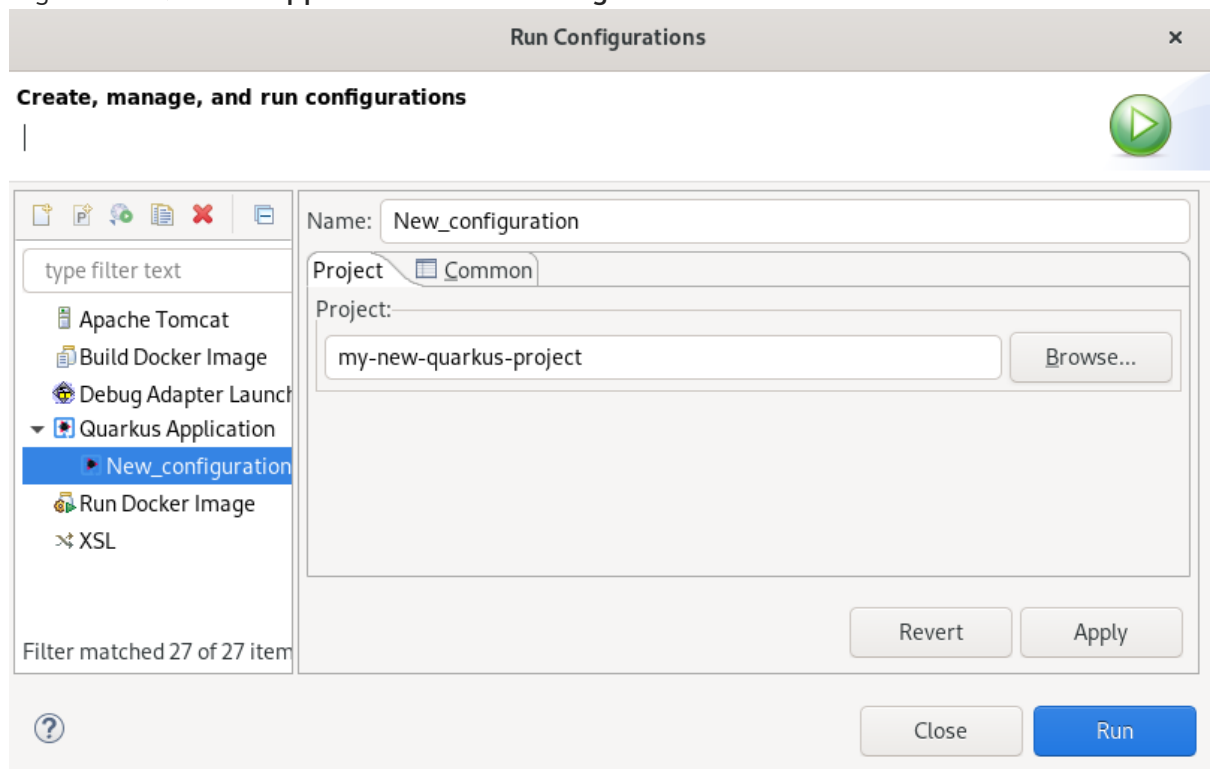 Run Configurations
Create, manage, and run configurations
Name: New_configuration
type filter text
Project Common
Project:
my-new-quarkus-project Browse...
Apache Tomcat
Build Docker Image
Debug Adapter Launch
Quarkus Application
New_configuration
Run Docker Image
XSL
Filter matched 27 of 27 item
Revert Apply
Close Run